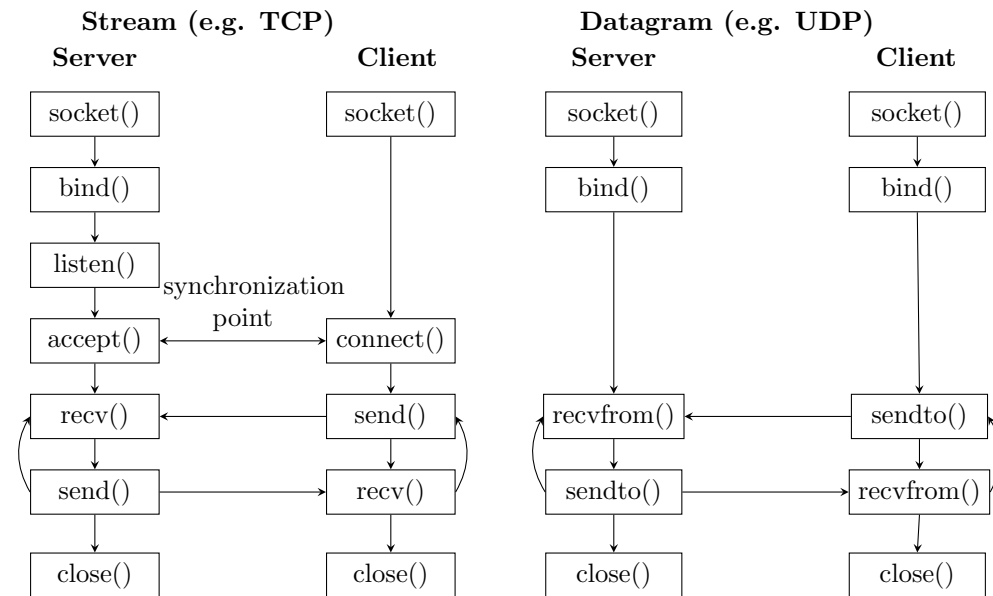 Stream (e.g. TCP)
Server
Client
socket()
socket()
bind()
listen()
synchronization
point
accept()
connect()
recv()
send()
send()
recv()
close()
close()
Datagram (e.g. UDP)
Server
Client
socket()
socket()
bind()
bind()
recvfrom()
sendto()
sendto()
recvfrom()
close()
close()